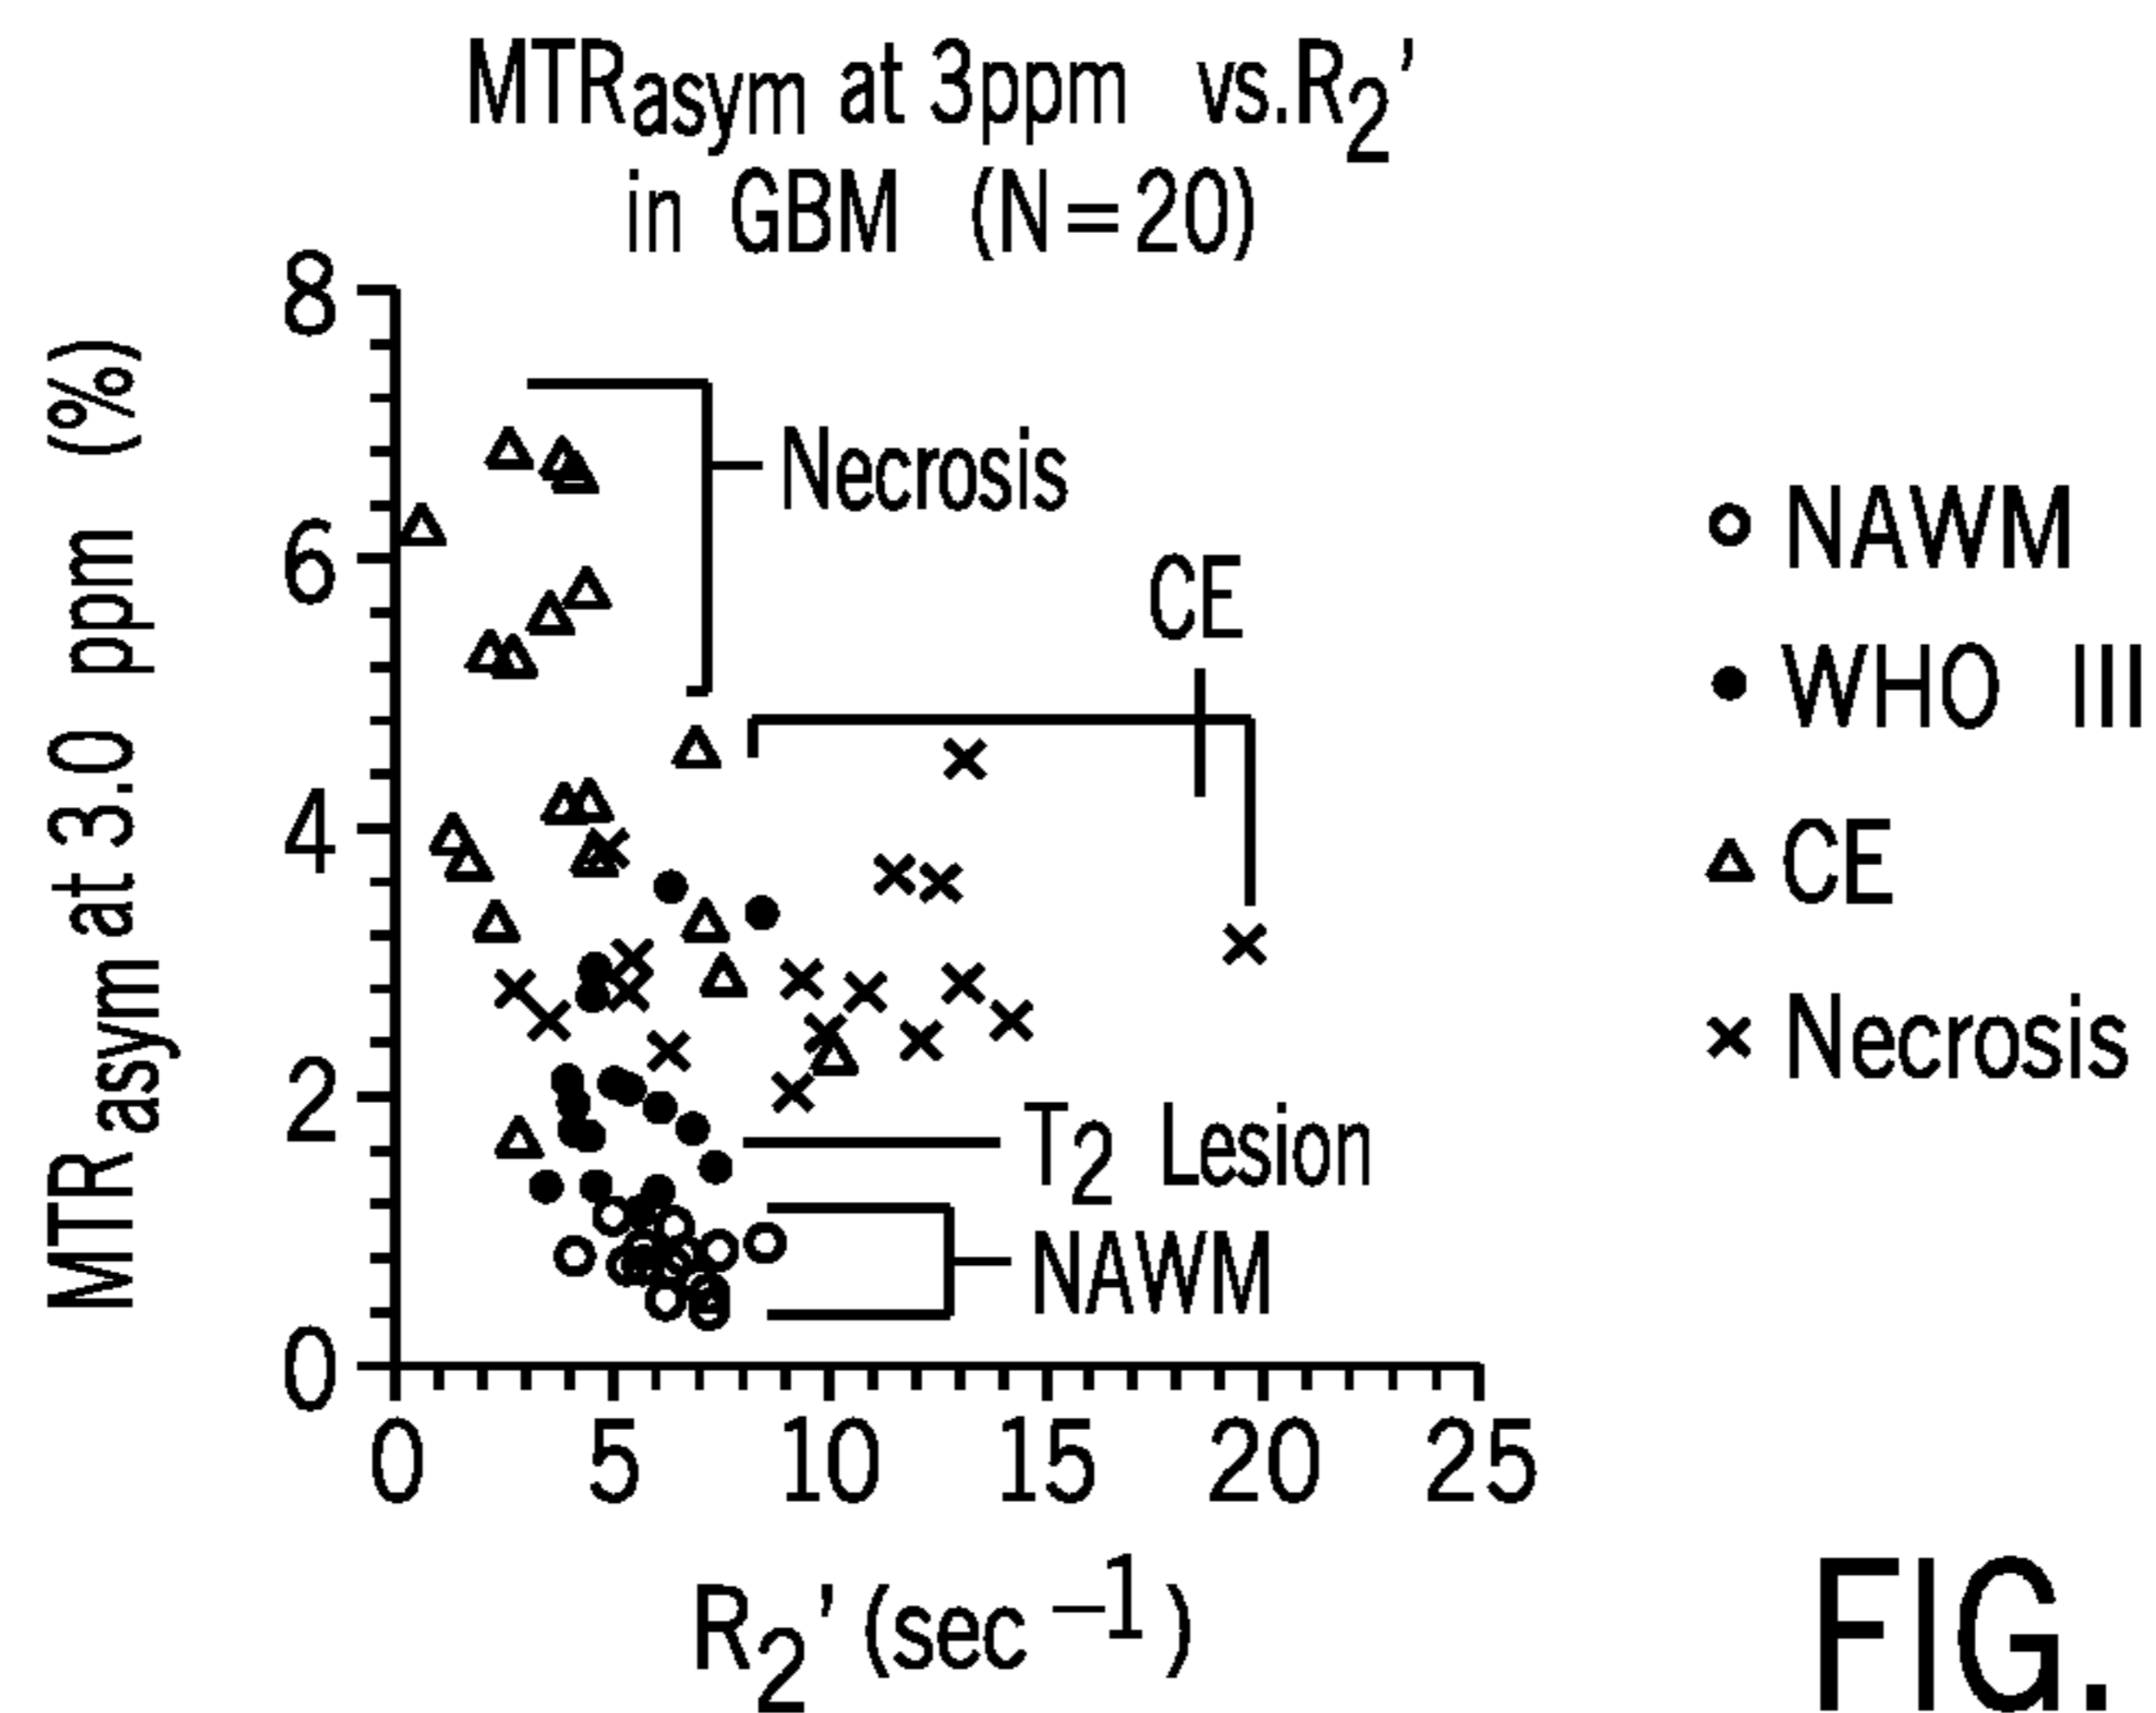 MTRasym at 3ppm vs.R2'
in GBM (N=20)
MTRasym at 3.0 ppm (%)
8
6
4
2
0
Necrosis
CE
T2 Lesion
NAWM
0 5 10 15 20 25
R2'(sec−1)
NAWM
WHO III
CE
Necrosis
FIG.